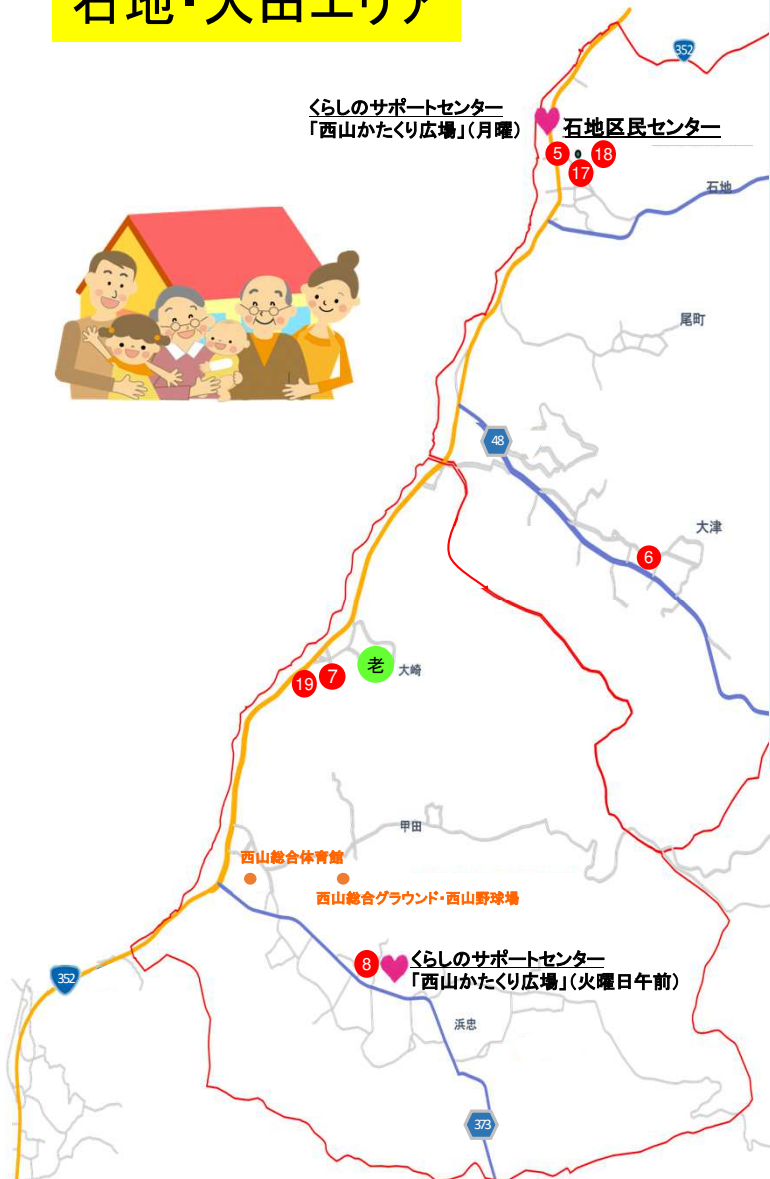 石地・大田エリア
352
くらしのサポートセンター
「西山かたくり広場」(月曜)
石地区民センター
5
18
17
石地
尾町
48
大津
6
老
大崎
19
7
甲田
西山総合体育館
西山総合グラウンド・西山野球場
8
くらしのサポートセンター
「西山かたくり広場」(火曜日午前)
352
浜忠
373